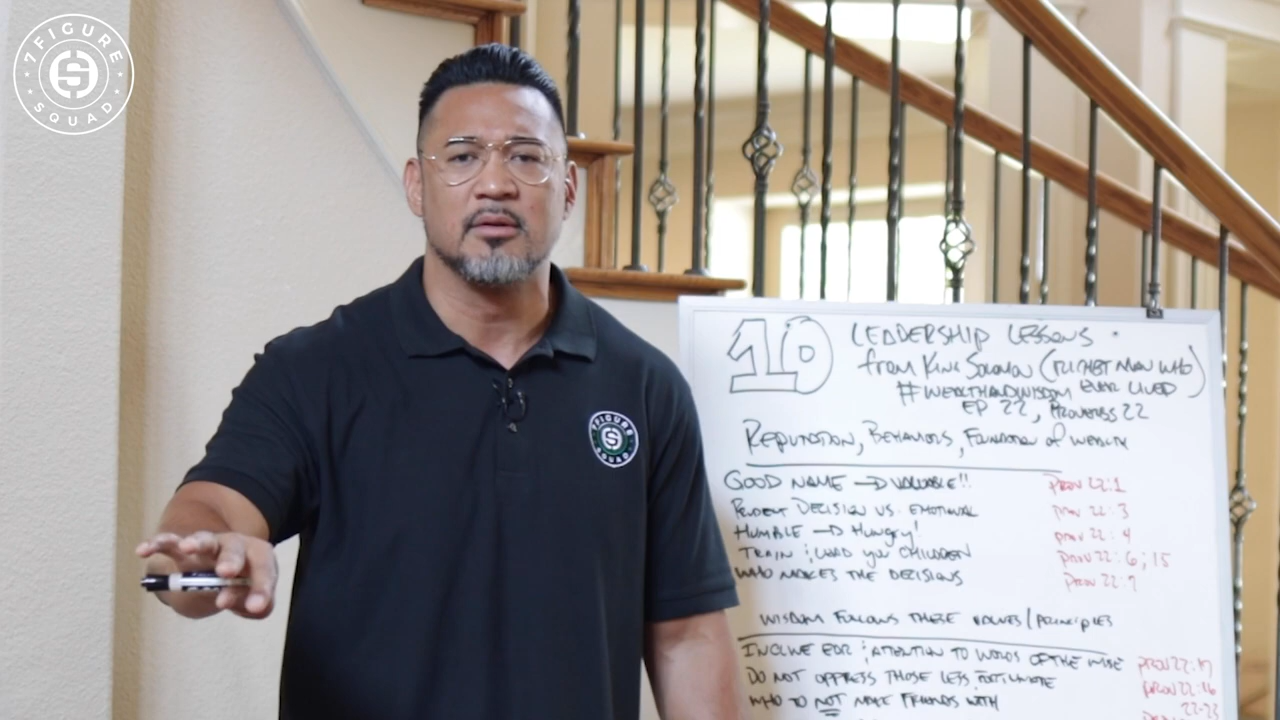 7 FIGURE SQUAD
7 FIGURE
SQUAD
10 LEADERSHIP LESSONS
from KING SOLOMON (RICHEST MAN WHO
#WEALTHANDWISDOM EVER LIVED)
EP 22, PROVERBS 22
REPUTATION, BEHAVIORS, FOUNDATION of WEALTH
GOOD NAME → VALUABLE!! PROV 22:1
PRUDENT DECISION VS. EMOTIONAL PROV 22:3
HUMBLE → Hungry! PROV 22:4
TRAIN & LEAD your CHILDREN PROV 22:6; 15
WHO MAKES THE DECISIONS PROV 22:7
WISDOM FOLLOWS THESE VALUES/PRINCIPLES
INCLINE EAR & ATTENTION TO WORDS OF THE WISE PROV 22:17
DO NOT OPPRESS THOSE LESS FORTUNATE PROV 22:16
WHO TO NOT MAKE FRIENDS WITH